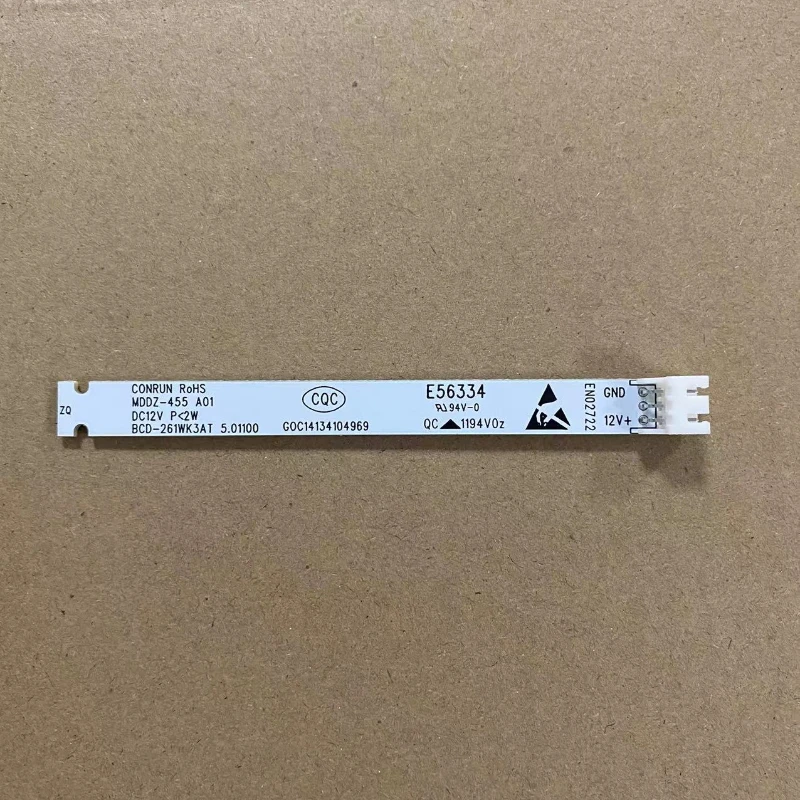 ZQ
CONRUN RoHS
MDDZ-455 A01
DC12V P<2W
BCD-261WK3AT 5.01100
CQC
GOC14134104969
E56334
94V-0
QC 1194V0z
END2722
GND
12V+